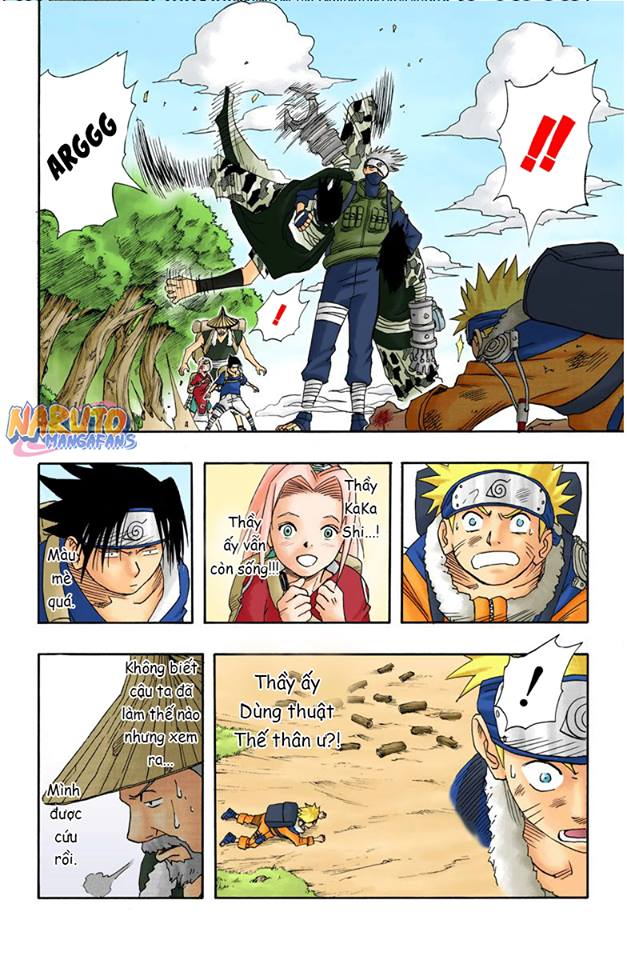 ARGGG
!!
!
NARUTO
MANGAFANS
Màu
mè
quá.
Thầy
KaKa
Shi...!
Thầy
ấy vẫn
còn sống!!!
Không biết
cậu ta đã
làm thế nào
nhưng xem
ra...
Mình
được
cứu
rồi.
Thầy ấy
Dùng thuật
Thế thân ư?!
!